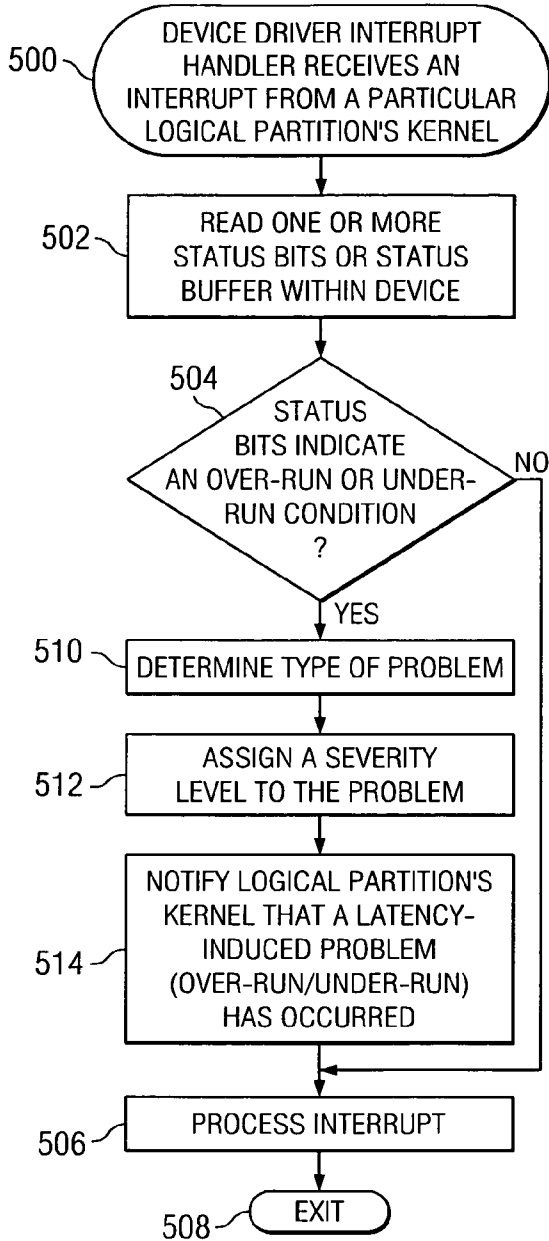 500
DEVICE DRIVER INTERRUPT
HANDLER RECEIVES AN
INTERRUPT FROM A PARTICULAR
LOGICAL PARTITION'S KERNEL
502
READ ONE OR MORE
STATUS BITS OR STATUS
BUFFER WITHIN DEVICE
504
STATUS
BITS INDICATE
AN OVER-RUN OR UNDER-
RUN CONDITION
?
NO
YES
510
DETERMINE TYPE OF PROBLEM
512
ASSIGN A SEVERITY
LEVEL TO THE PROBLEM
514
NOTIFY LOGICAL PARTITION'S
KERNEL THAT A LATENCY-
INDUCED PROBLEM
(OVER-RUN/UNDER-RUN)
HAS OCCURRED
506
PROCESS INTERRUPT
508
EXIT